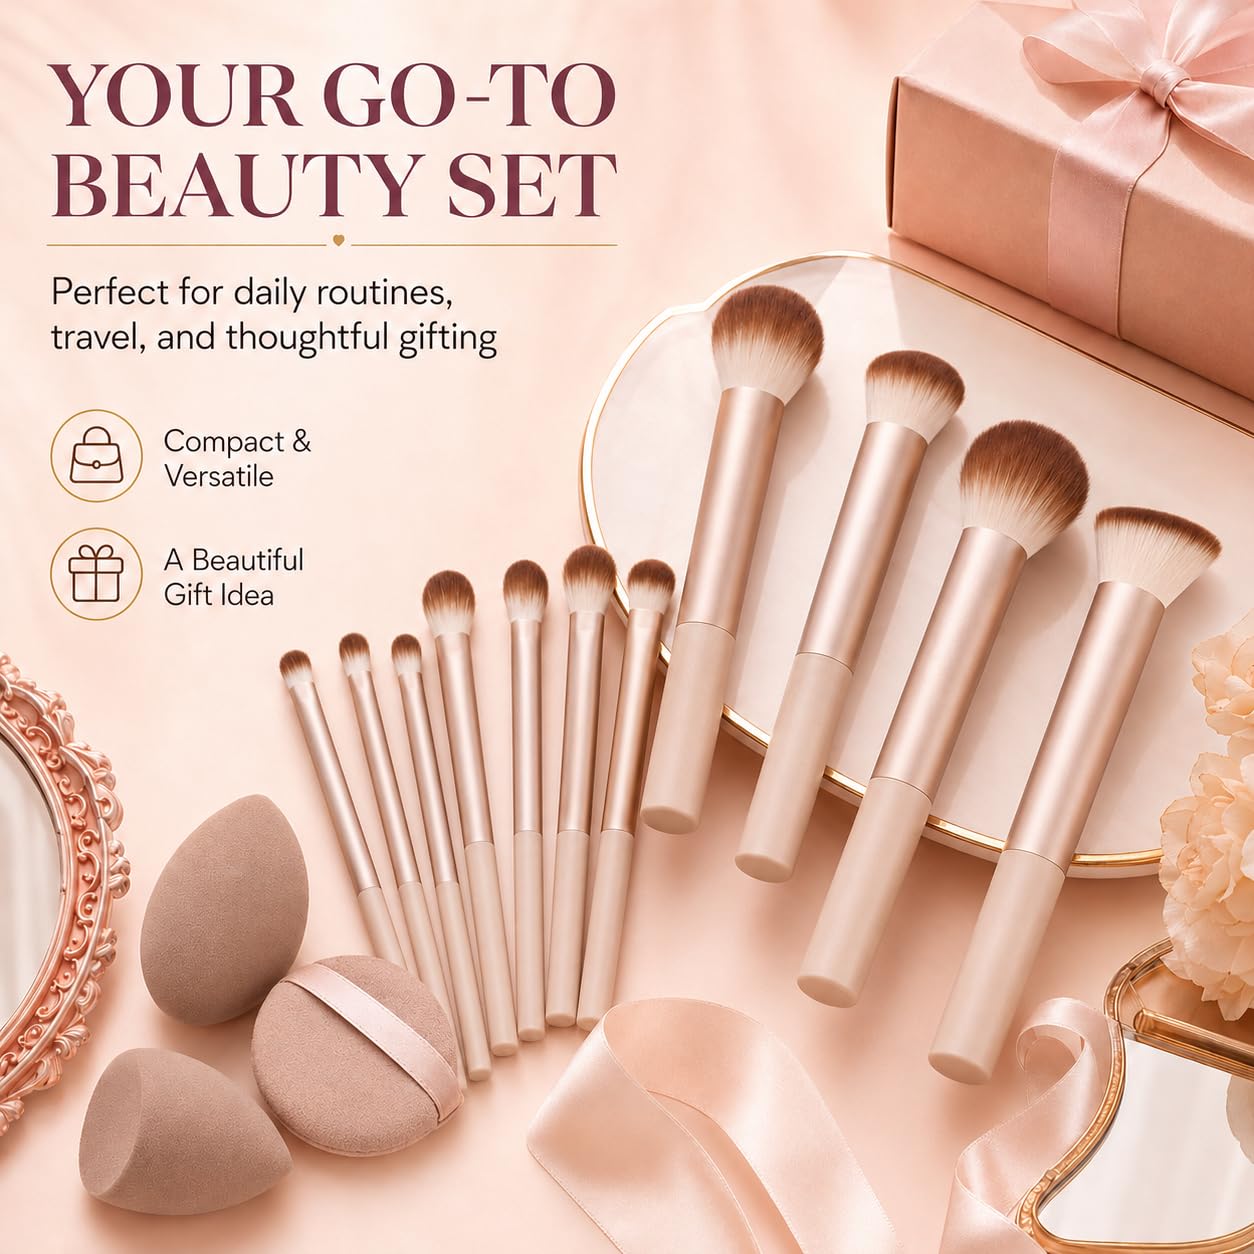 YOUR GO-TO
BEAUTY SET
Perfect for daily routines,
travel, and thoughtful gifting
Compact &
Versatile
A Beautiful
Gift Idea